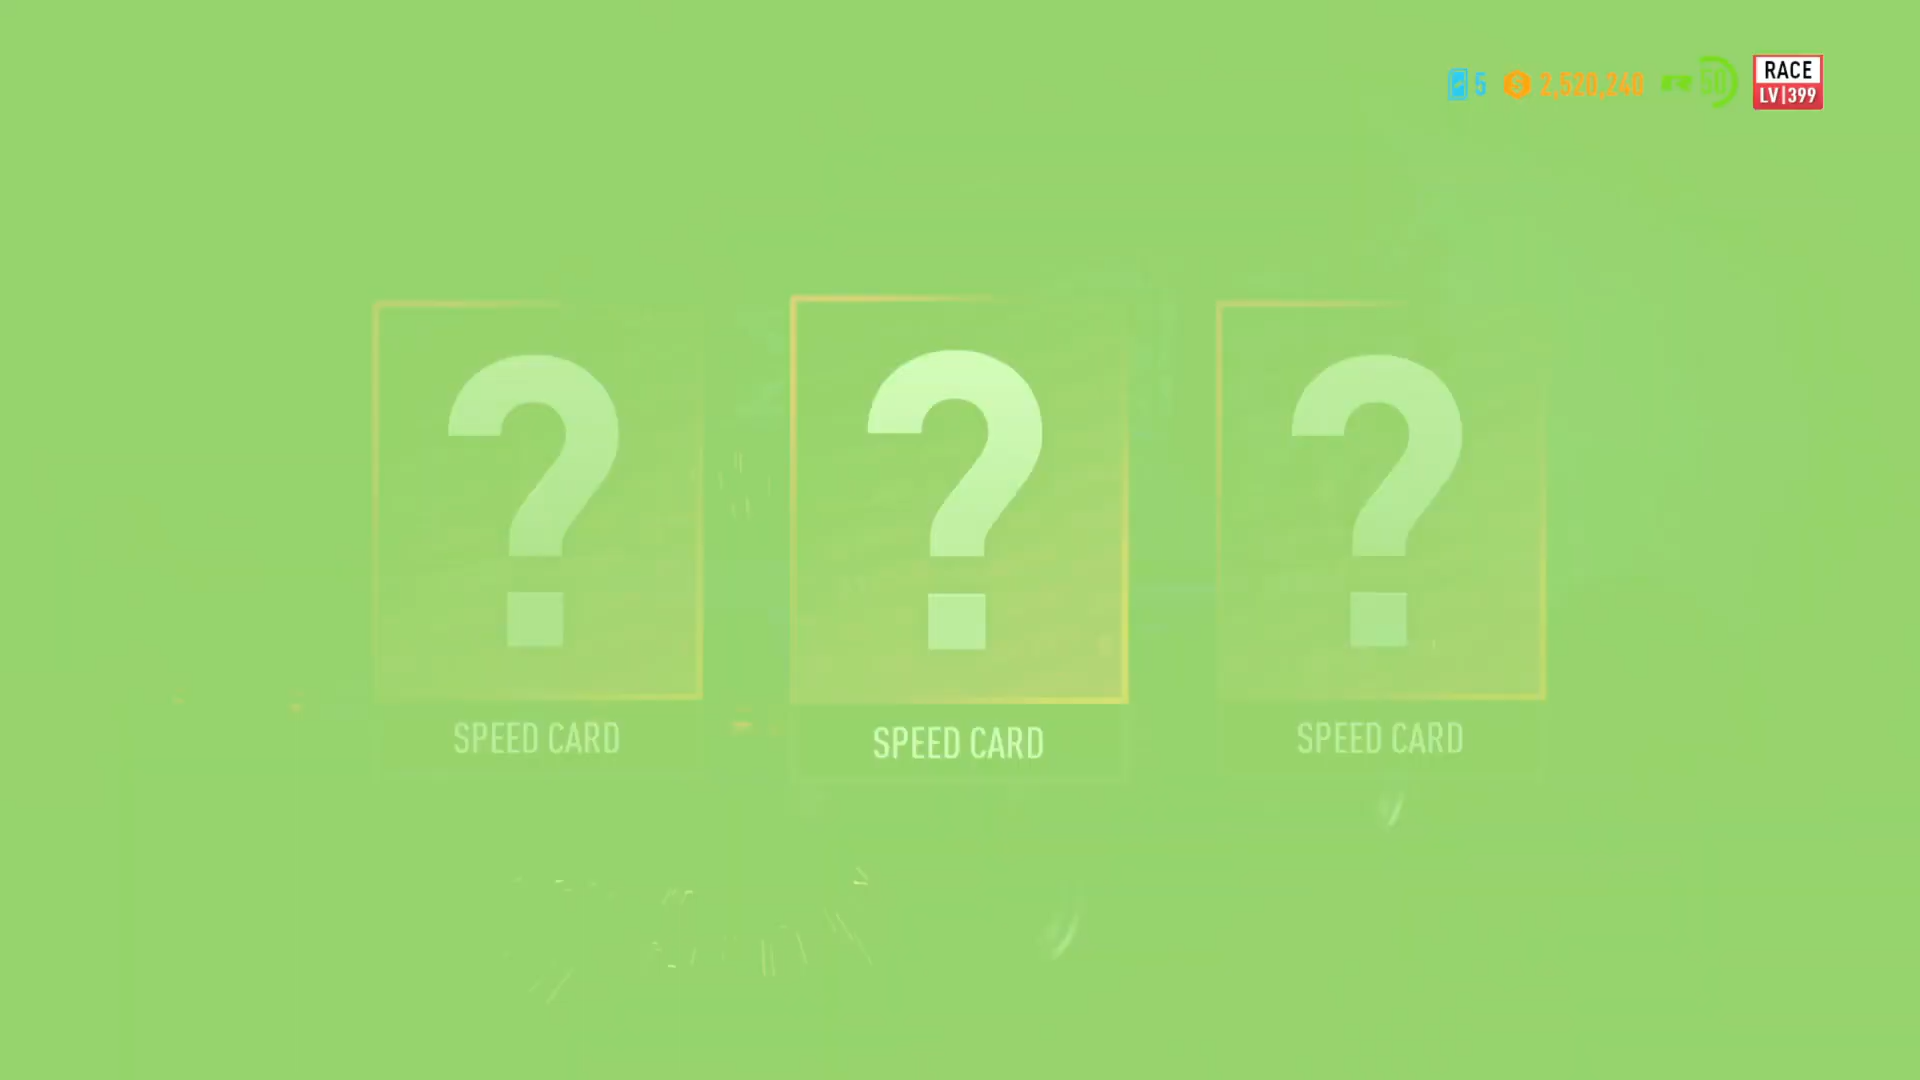 5 2,520,240 50 RACE
LV|399
? ? ?
SPEED CARD SPEED CARD SPEED CARD